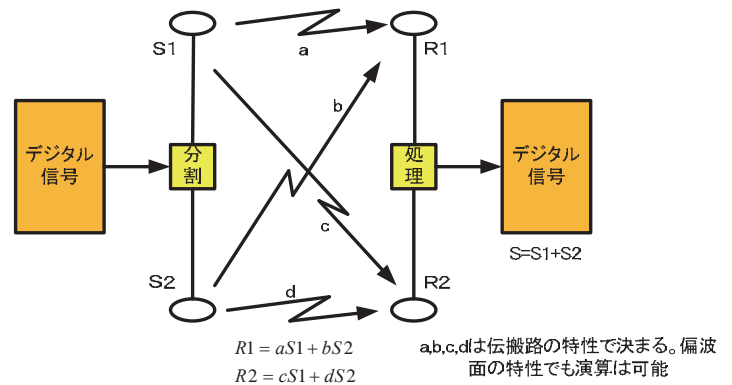 S1
a
R1
b
デジタル
信号
分
割
処
理
デジタル
信号
c
S=S1+S2
S2
d
R2
R1 = aS1 + bS2
R2 = cS1 + dS2
a,b,c,dは伝搬路の特性で決まる。偏波
面の特性でも演算は可能